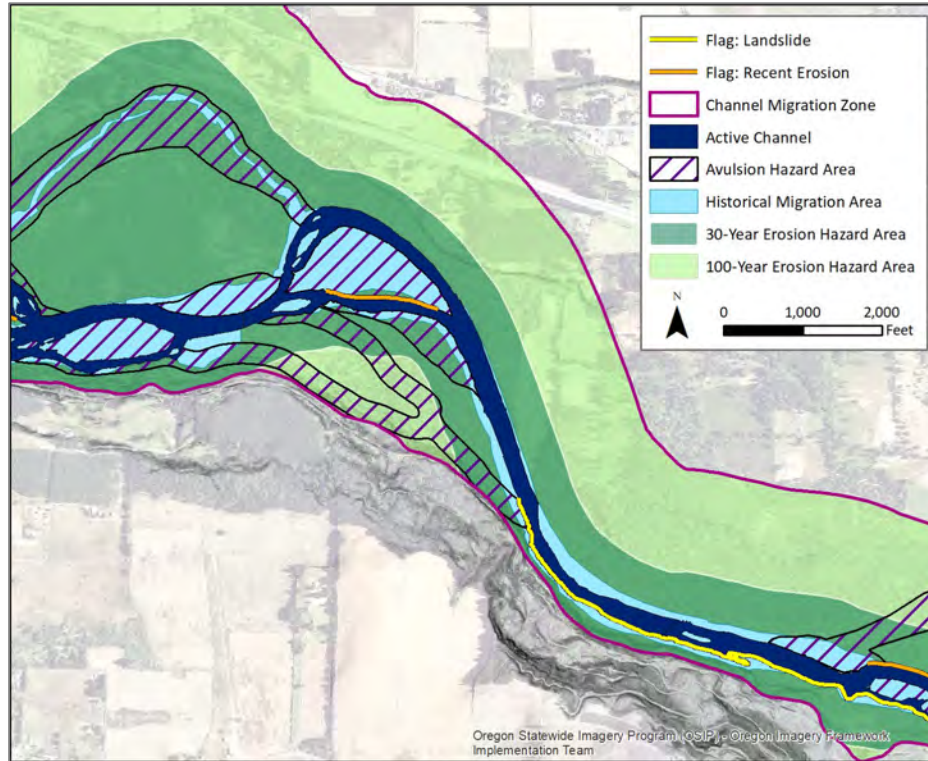 Flag: Landslide
Flag: Recent Erosion
Channel Migration Zone
Active Channel
Avulsion Hazard Area
Historical Migration Area
30-Year Erosion Hazard Area
100-Year Erosion Hazard Area
N
0 1,000 2,000
Feet
Oregon Statewide Imagery Program (OSIP) - Oregon Imagery Framework
Implementation Team